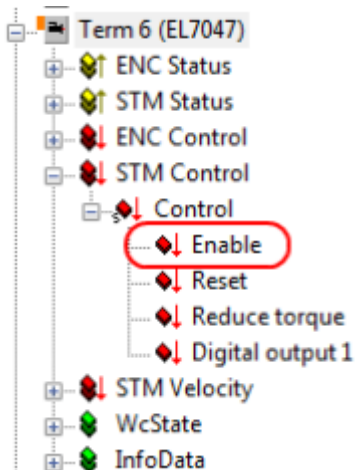 Term 6 (EL7047)
ENC Status
STM Status
ENC Control
STM Control
Control
Enable
Reset
Reduce torque
Digital output 1
STM Velocity
WcState
InfoData